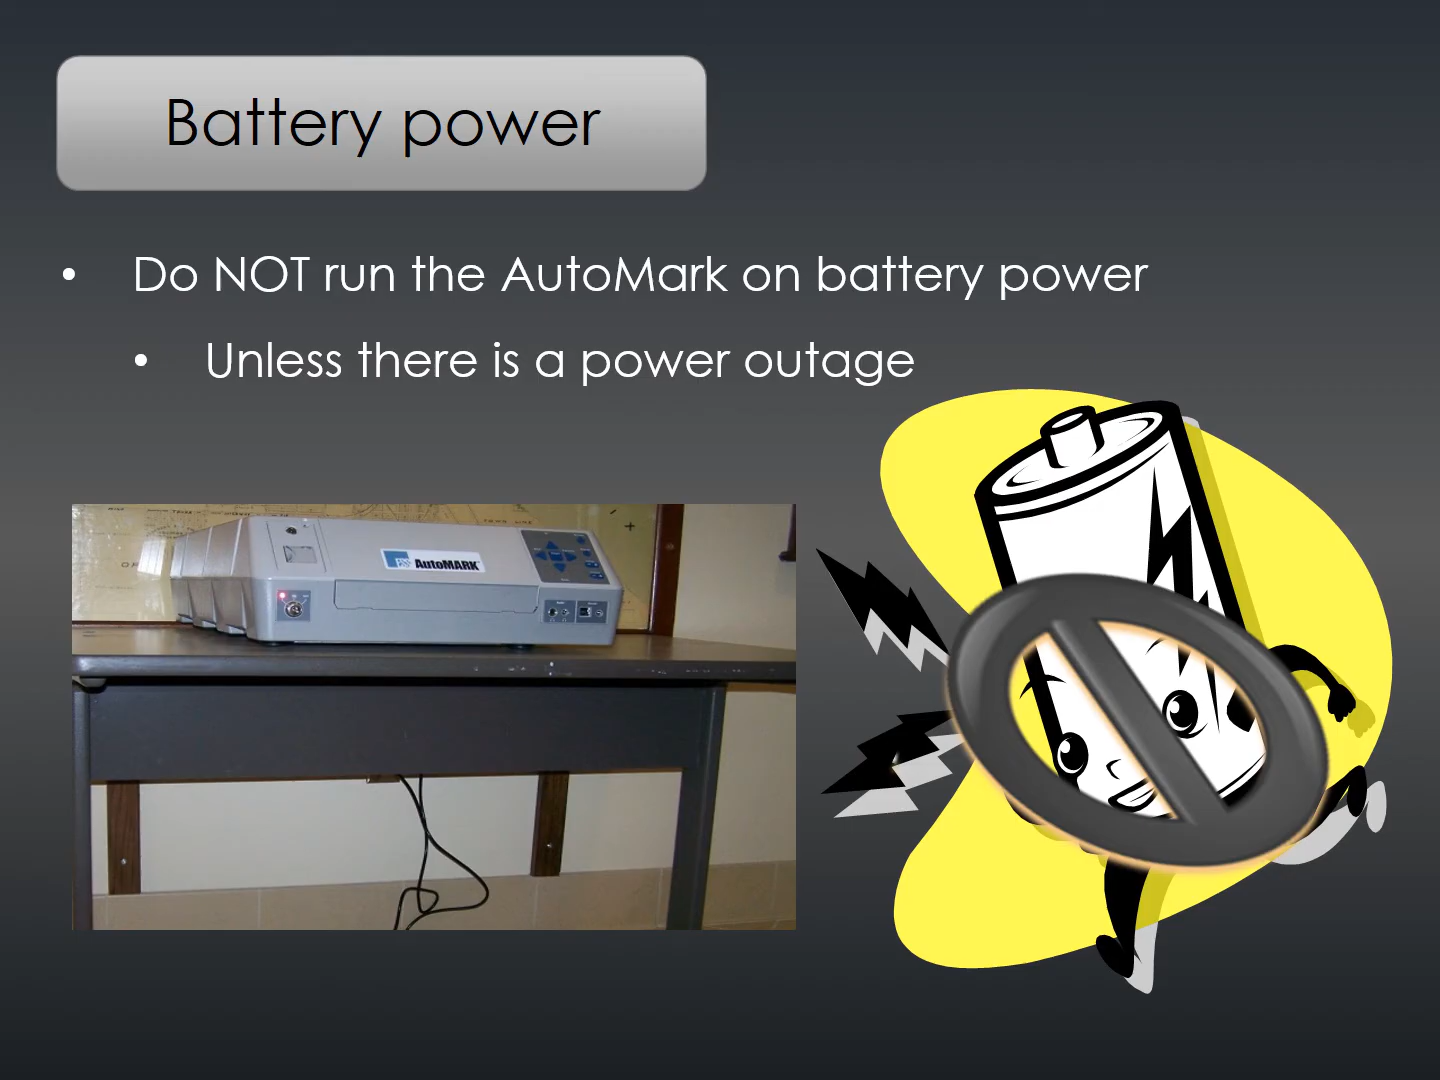 Battery power
• Do NOT run the AutoMark on battery power
• Unless there is a power outage
AutoMARK